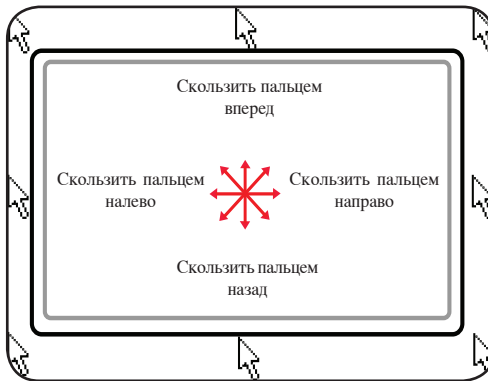 Скользить пальцем
вперед
Скользить пальцем
налево
Скользить пальцем
направо
Скользить пальцем
назад